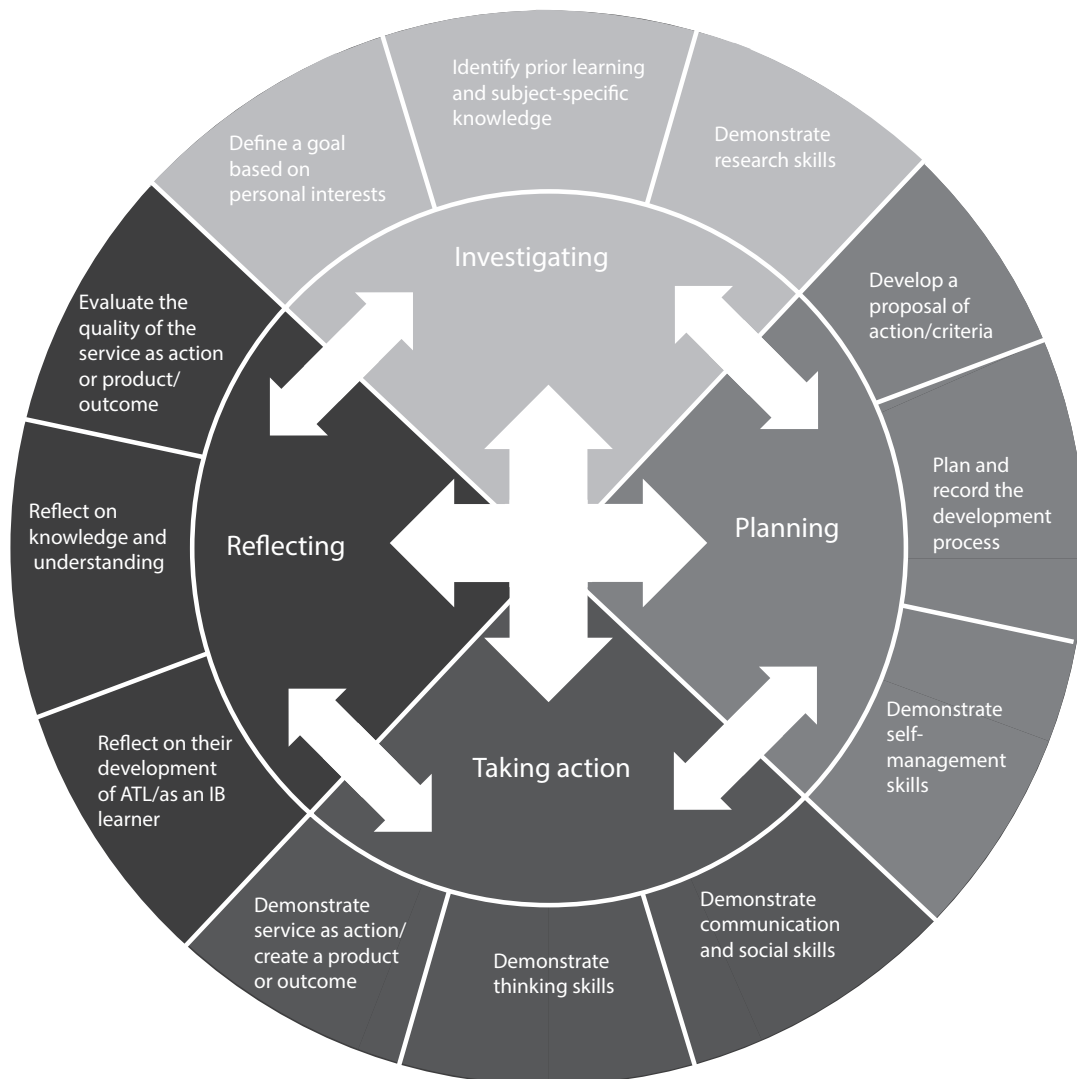 Identify prior learning
and subject-specific
knowledge
Define a goal
based on
personal interests
Demonstrate
research skills
Investigating
Develop a
proposal of
action/criteria
Plan and
record the
development
process
Demonstrate
self-
management
skills
Planning
Taking action
Demonstrate
communication
and social skills
Demonstrate
thinking skills
Demonstrate
service as action/
create a product
or outcome
Reflecting
Reflect on their
development
of ATL/as an IB
learner
Reflect on
knowledge and
understanding
Evaluate the
quality of the
service as action
or product/
outcome